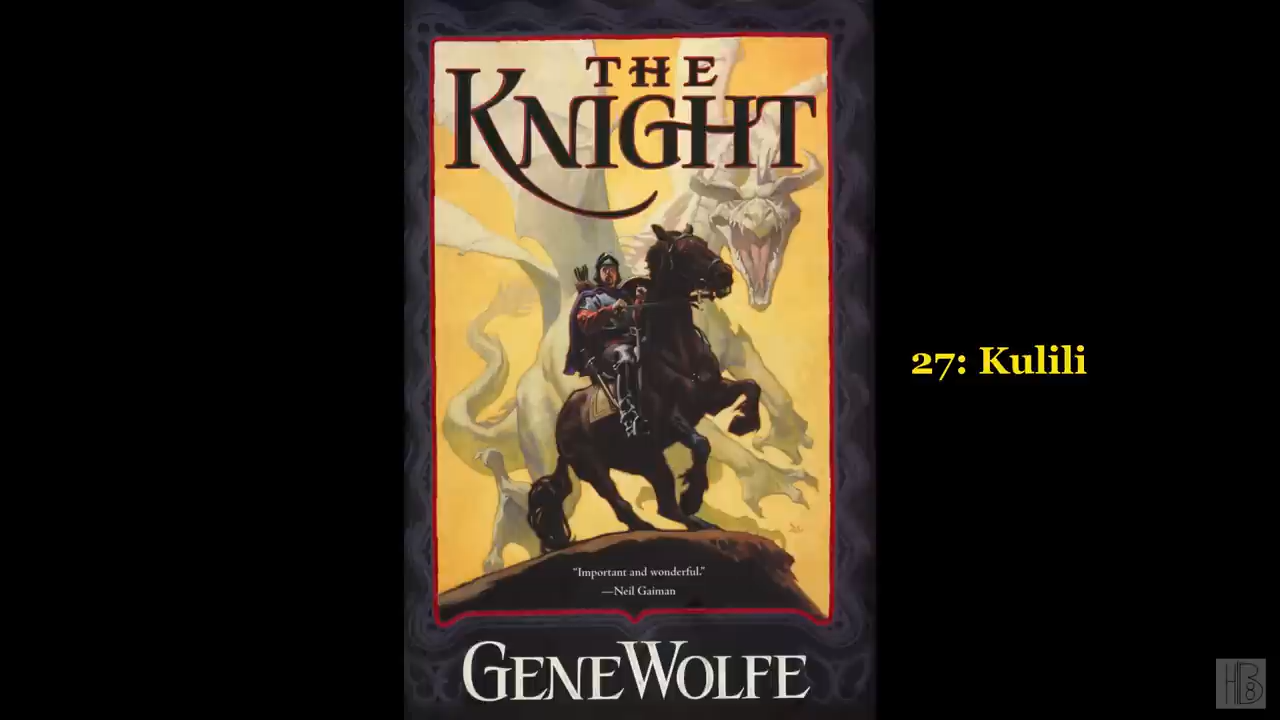 THE
KNIGHT
27: Kulili
“Important and wonderful.”
—Neil Gaiman
GENE WOLFE